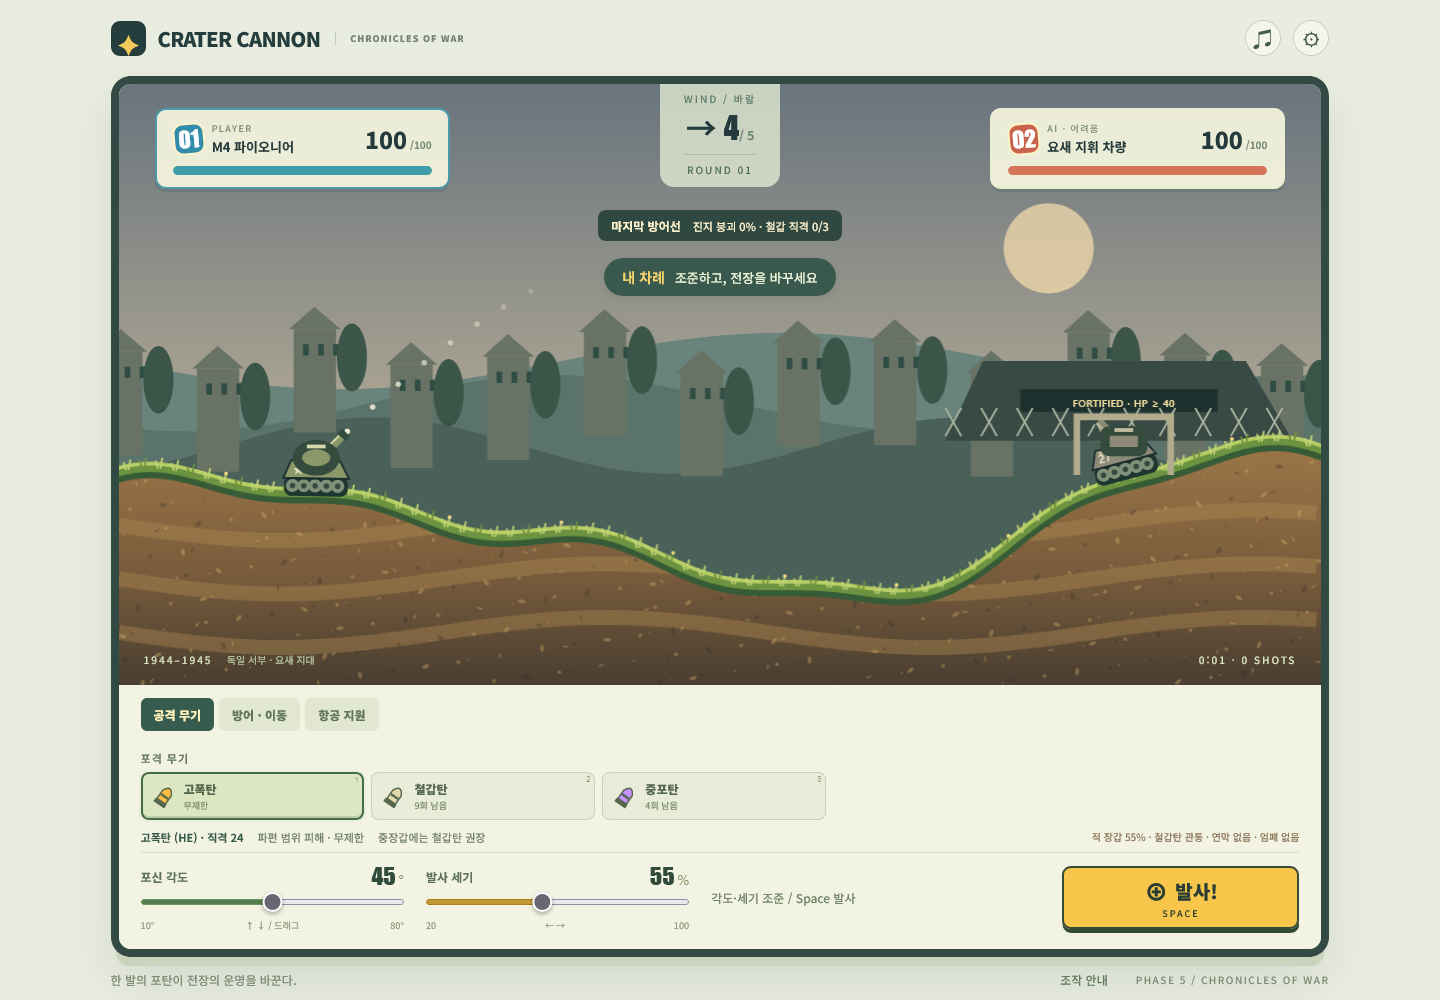 CRATER CANNON
CHRONICLES OF WAR
01
PLAYER
M4 파이오니어
100 /100
WIND / 바람
→ 4 / 5
ROUND 01
02
AI · 어려움
요새 지휘 차량
100 /100
마지막 방어선 진지 붕괴 0% · 철갑 직격 0/3
내 차례 조준하고, 전장을 바꾸세요
FORTIFIED · HP ≥ 40
1944–1945 독일 서부 · 요새 지대
0:01 · 0 SHOTS
공격 무기
방어 · 이동
항공 지원
포격 무기
고폭탄
무제한
1
철갑탄
9회 남음
2
중포탄
4회 남음
3
고폭탄 (HE) · 직격 24 파편 범위 피해 · 무제한 중장갑에는 철갑탄 권장
적 장갑 55% · 철갑탄 관통 · 연막 없음 · 엄폐 없음
포신 각도 45 °
10° ↑ ↓ / 드래그 80°
발사 세기 55 %
20 ←→ 100
각도·세기 조준 / Space 발사
발사!
SPACE
한 발의 포탄이 전장의 운명을 바꾼다.
조작 안내
PHASE 5 / CHRONICLES OF WAR